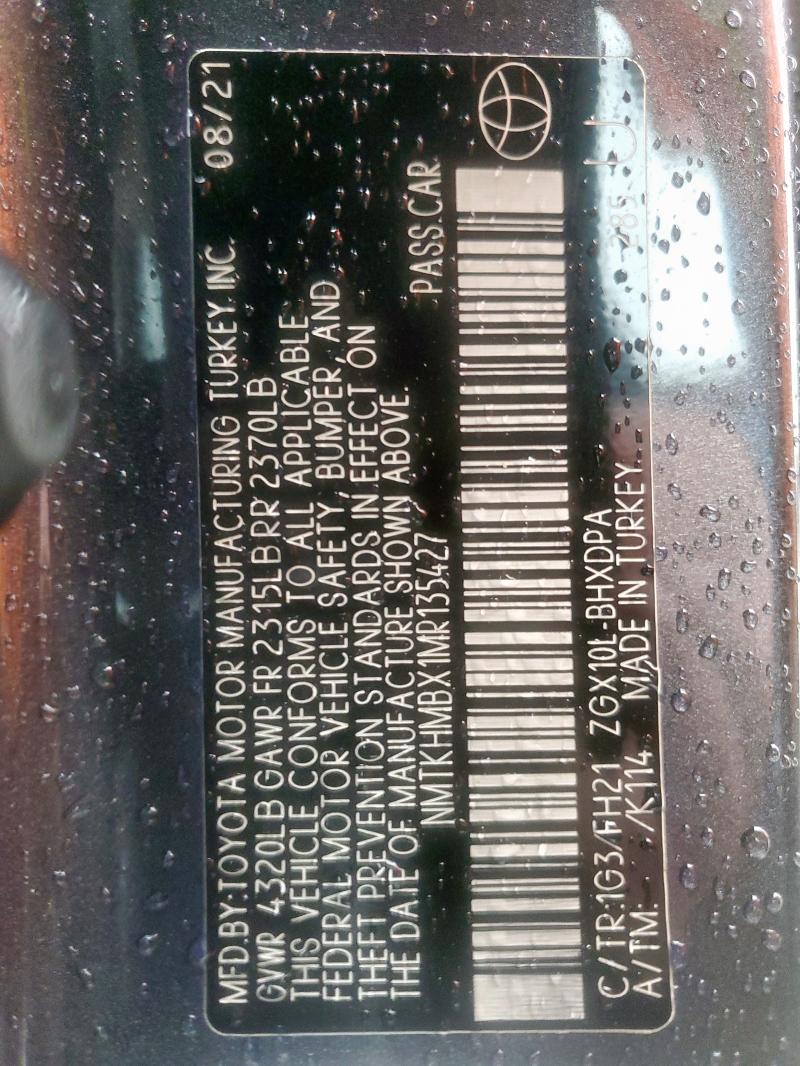 MFD.BY:TOYOTA MOTOR MANUFACTURING TURKEY INC. 08/21
GVWR 4320LB GAWR FR 2315LB RR 2370LB
THIS VEHICLE CONFORMS TO ALL APPLICABLE
FEDERAL MOTOR VEHICLE SAFETY, BUMPER, AND
THEFT PREVENTION STANDARDS IN EFFECT ON
THE DATE OF MANUFACTURE SHOWN ABOVE.
NMTKHMBX1MR135427 PASS.CAR
C/TR:1G3/FH21 ZGX10L-BHXDPA 285 U
A/TM: /K114 MADE IN TURKEY